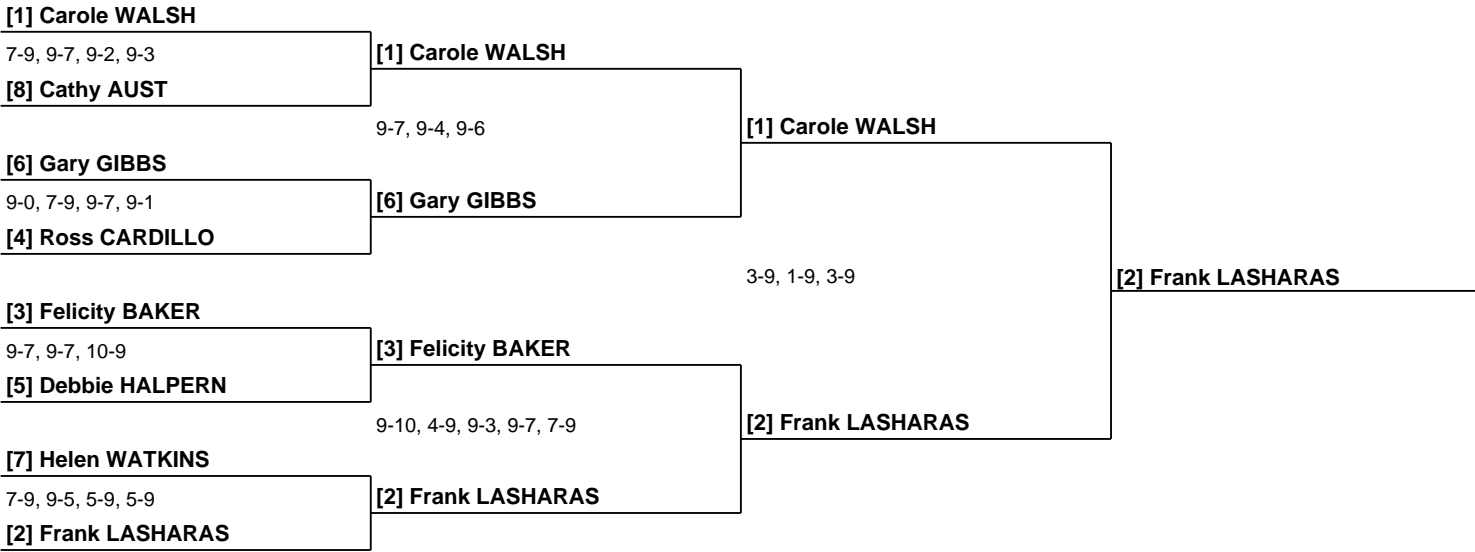 [1] Carole WALSH
7-9, 9-7, 9-2, 9-3
[8] Cathy AUST
[1] Carole WALSH
9-7, 9-4, 9-6
[1] Carole WALSH
[6] Gary GIBBS
9-0, 7-9, 9-7, 9-1
[4] Ross CARDILLO
[6] Gary GIBBS
3-9, 1-9, 3-9
[2] Frank LASHARAS
[3] Felicity BAKER
9-7, 9-7, 10-9
[5] Debbie HALPERN
[3] Felicity BAKER
9-10, 4-9, 9-3, 9-7, 7-9
[2] Frank LASHARAS
[7] Helen WATKINS
7-9, 9-5, 5-9, 5-9
[2] Frank LASHARAS
[2] Frank LASHARAS